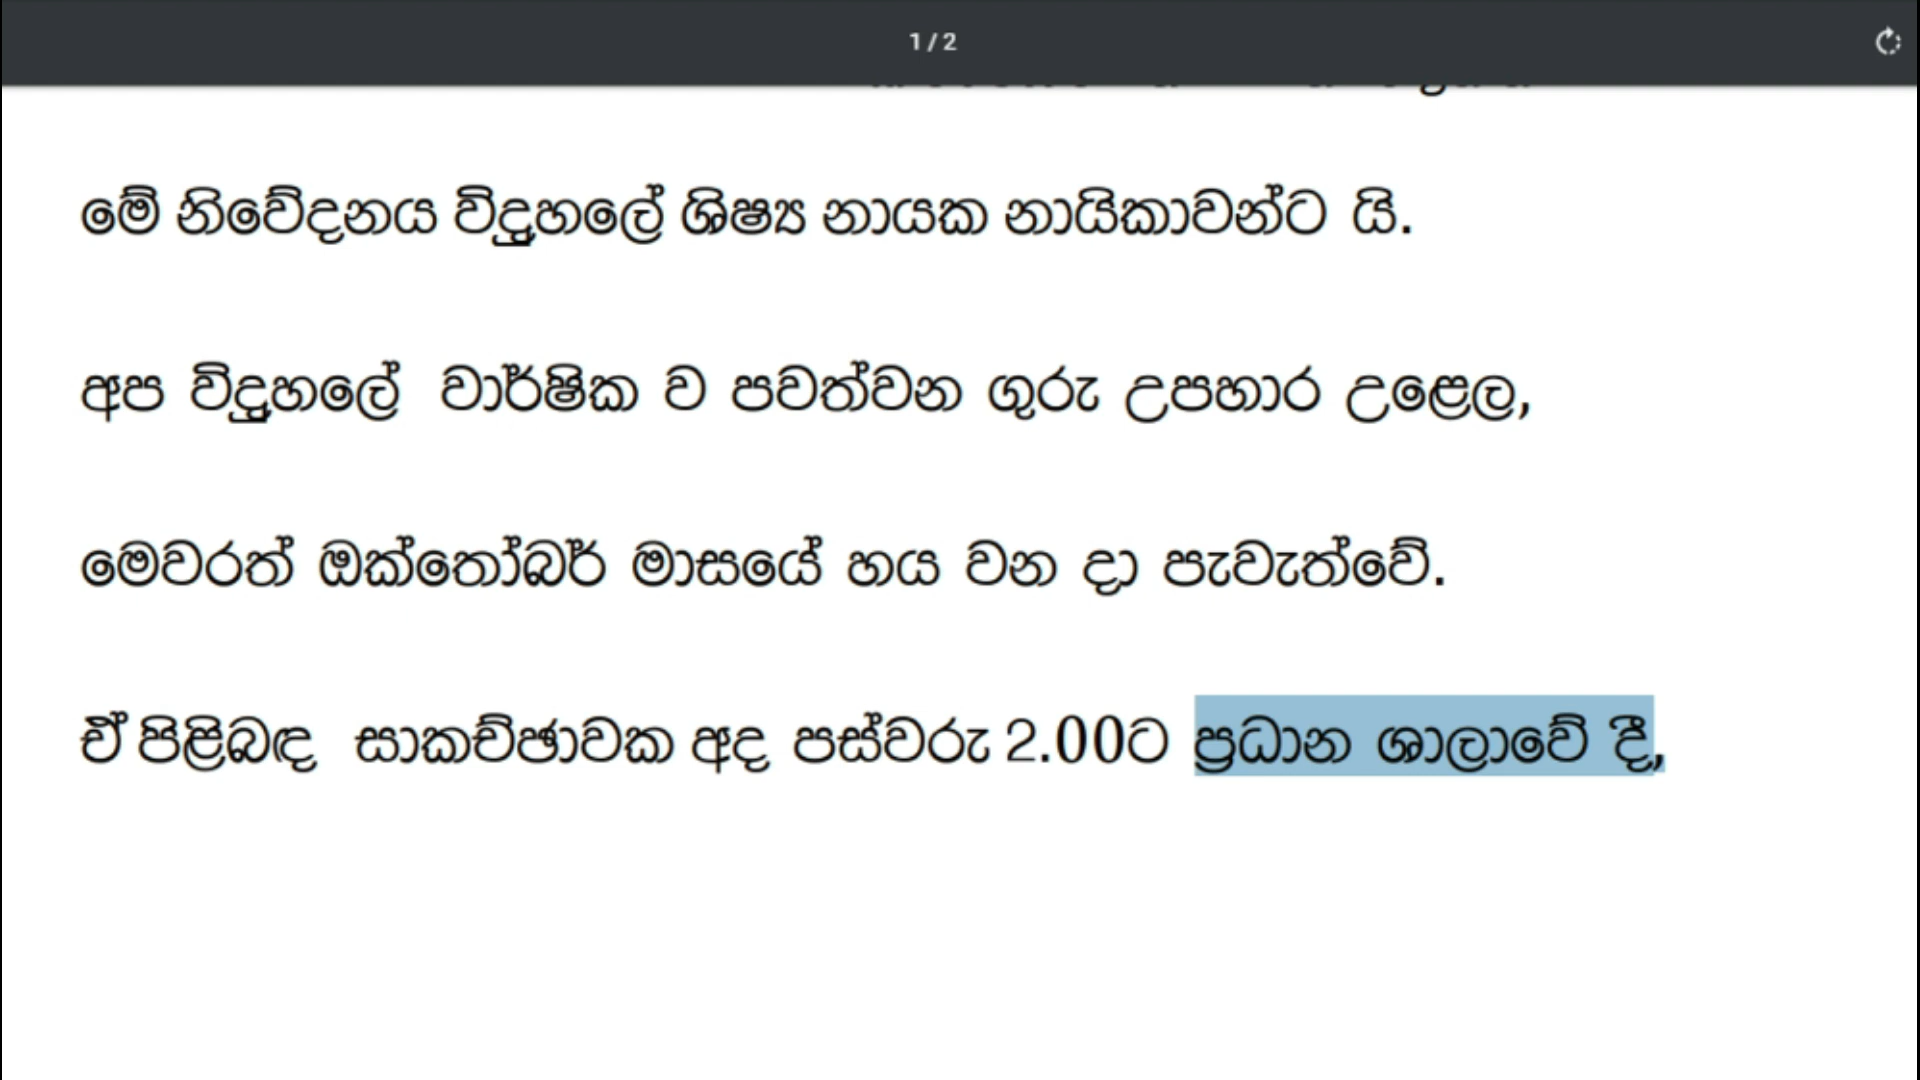 1 / 2
මේ නිවේදනය විදුහලේ ශිෂ්‍ය නායක නායිකාවන්ට යි.
අප විදුහලේ වාර්ෂික ව පවත්වන ගුරු උපහාර උළෙල,
මෙවරත් ඔක්තෝබර් මාසයේ හය වන දා පැවැත්වේ.
ඒ පිළිබඳ සාකච්ඡාවක අද පස්වරු 2.00ට ප්‍රධාන ශාලාවේ දී,